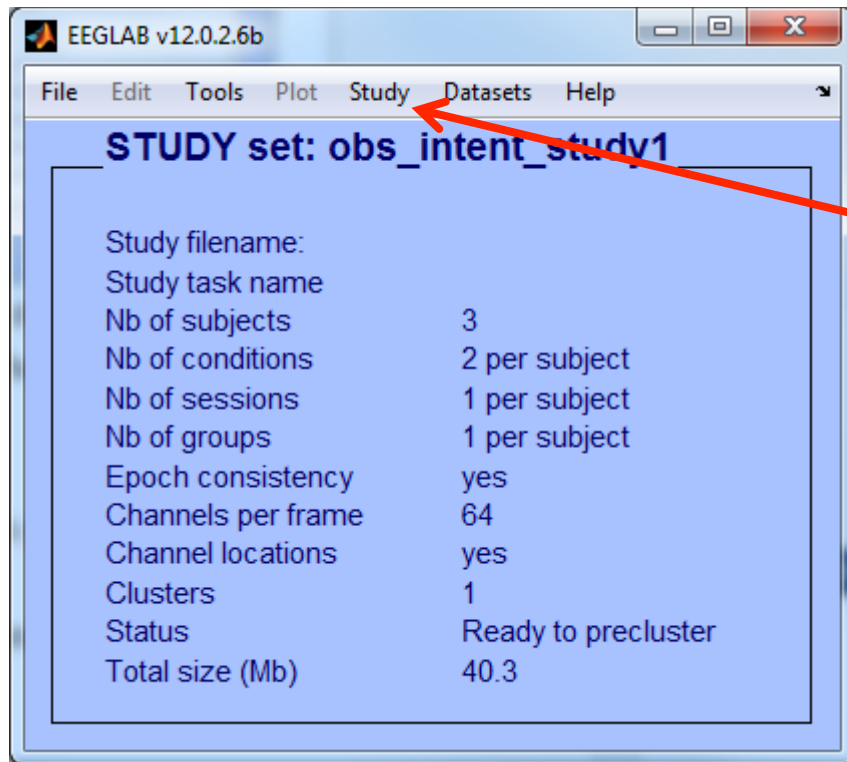 EEGLAB v12.0.2.6b
File Edit Tools Plot Study Datasets Help
STUDY set: obs_intent_study1
Study filename:
Study task name
Nb of subjects 3
Nb of conditions 2 per subject
Nb of sessions 1 per subject
Nb of groups 1 per subject
Epoch consistency yes
Channels per frame 64
Channel locations yes
Clusters 1
Status Ready to precluster
Total size (Mb) 40.3